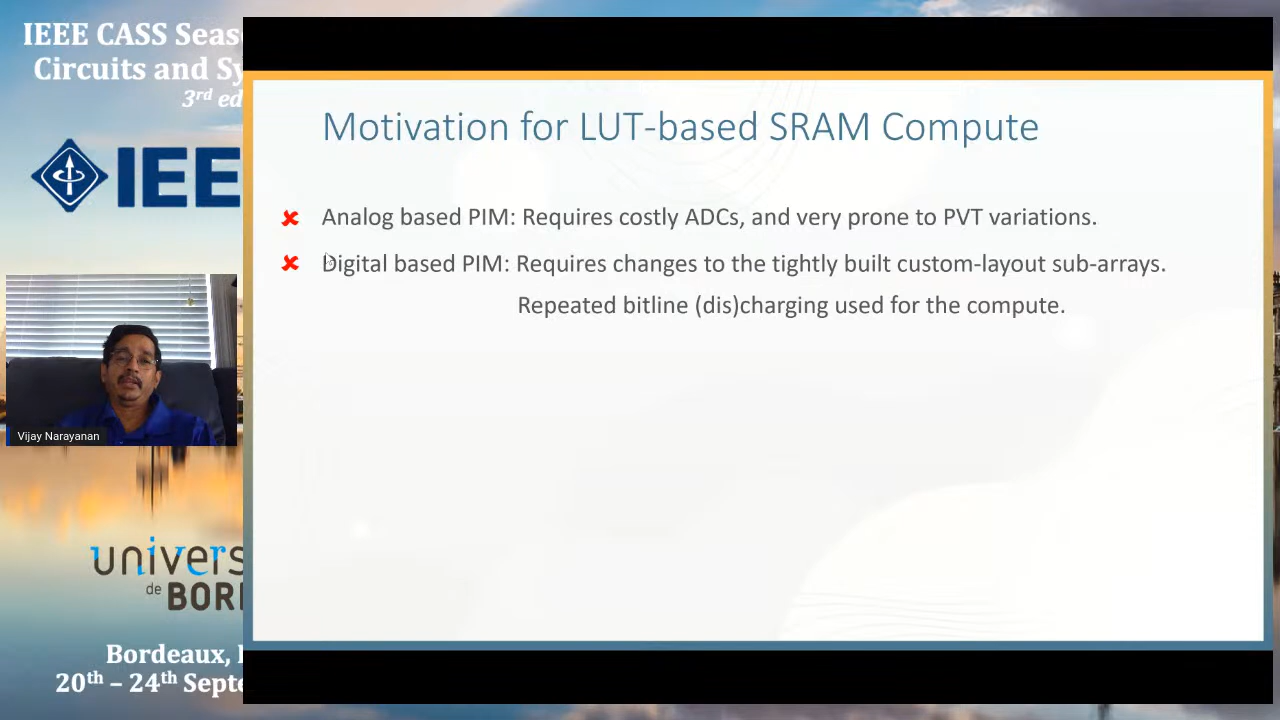 IEEE CASS Seas
Circuits and Sy
3rd ed
IEE
Motivation for LUT-based SRAM Compute
✘ Analog based PIM: Requires costly ADCs, and very prone to PVT variations.
✘ Digital based PIM: Requires changes to the tightly built custom-layout sub-arrays.
Repeated bitline (dis)charging used for the compute.
Vijay Narayanan
univers
de BOR
Bordeaux,
20th – 24th Septe